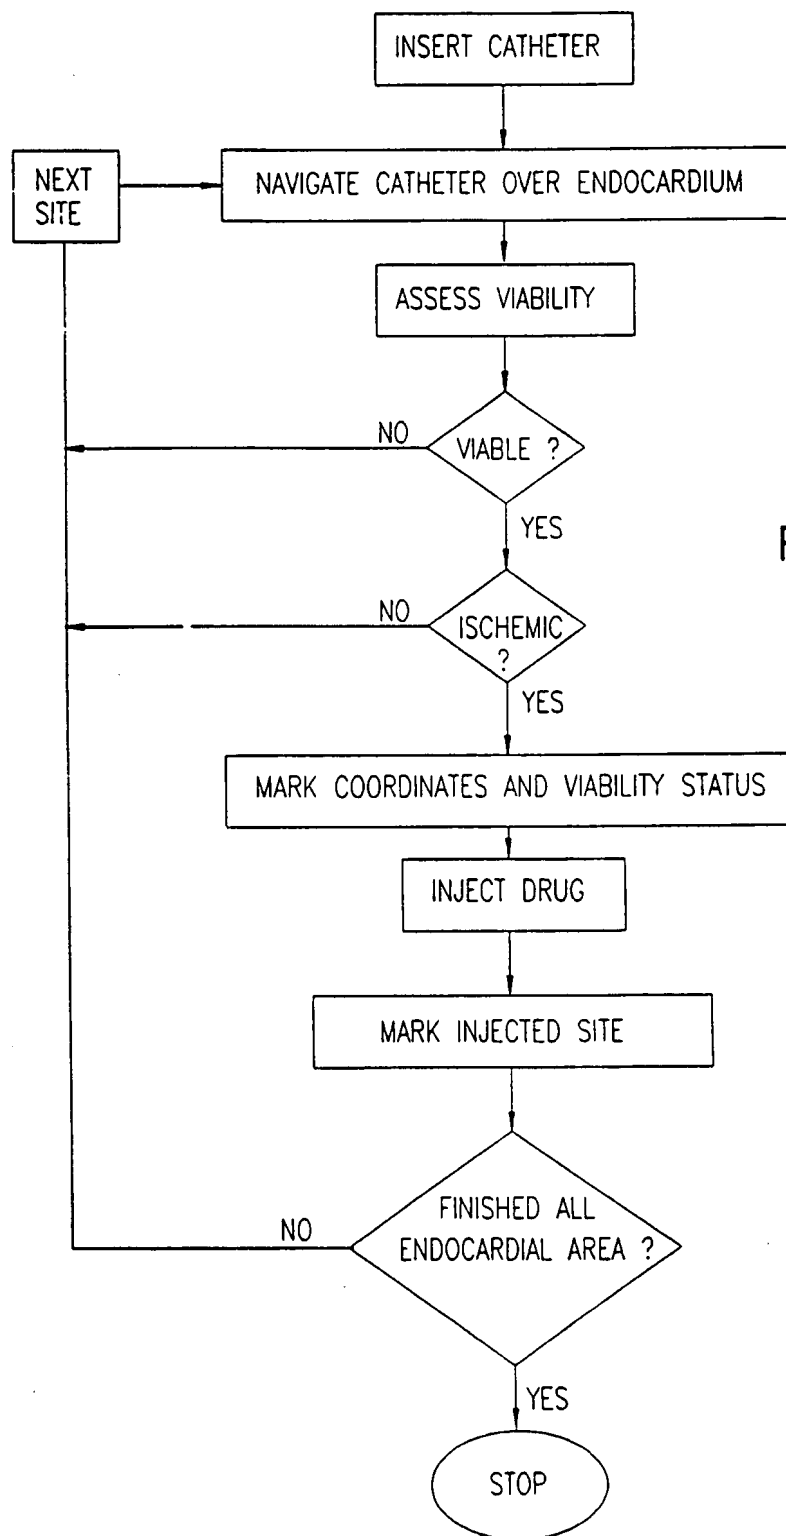 INSERT CATHETER
NEXT
SITE
NAVIGATE CATHETER OVER ENDOCARDIUM
ASSESS VIABILITY
NO
VIABLE ?
YES
NO
ISCHEMIC
?
YES
MARK COORDINATES AND VIABILITY STATUS
INJECT DRUG
MARK INJECTED SITE
NO
FINISHED ALL
ENDOCARDIAL AREA ?
YES
STOP